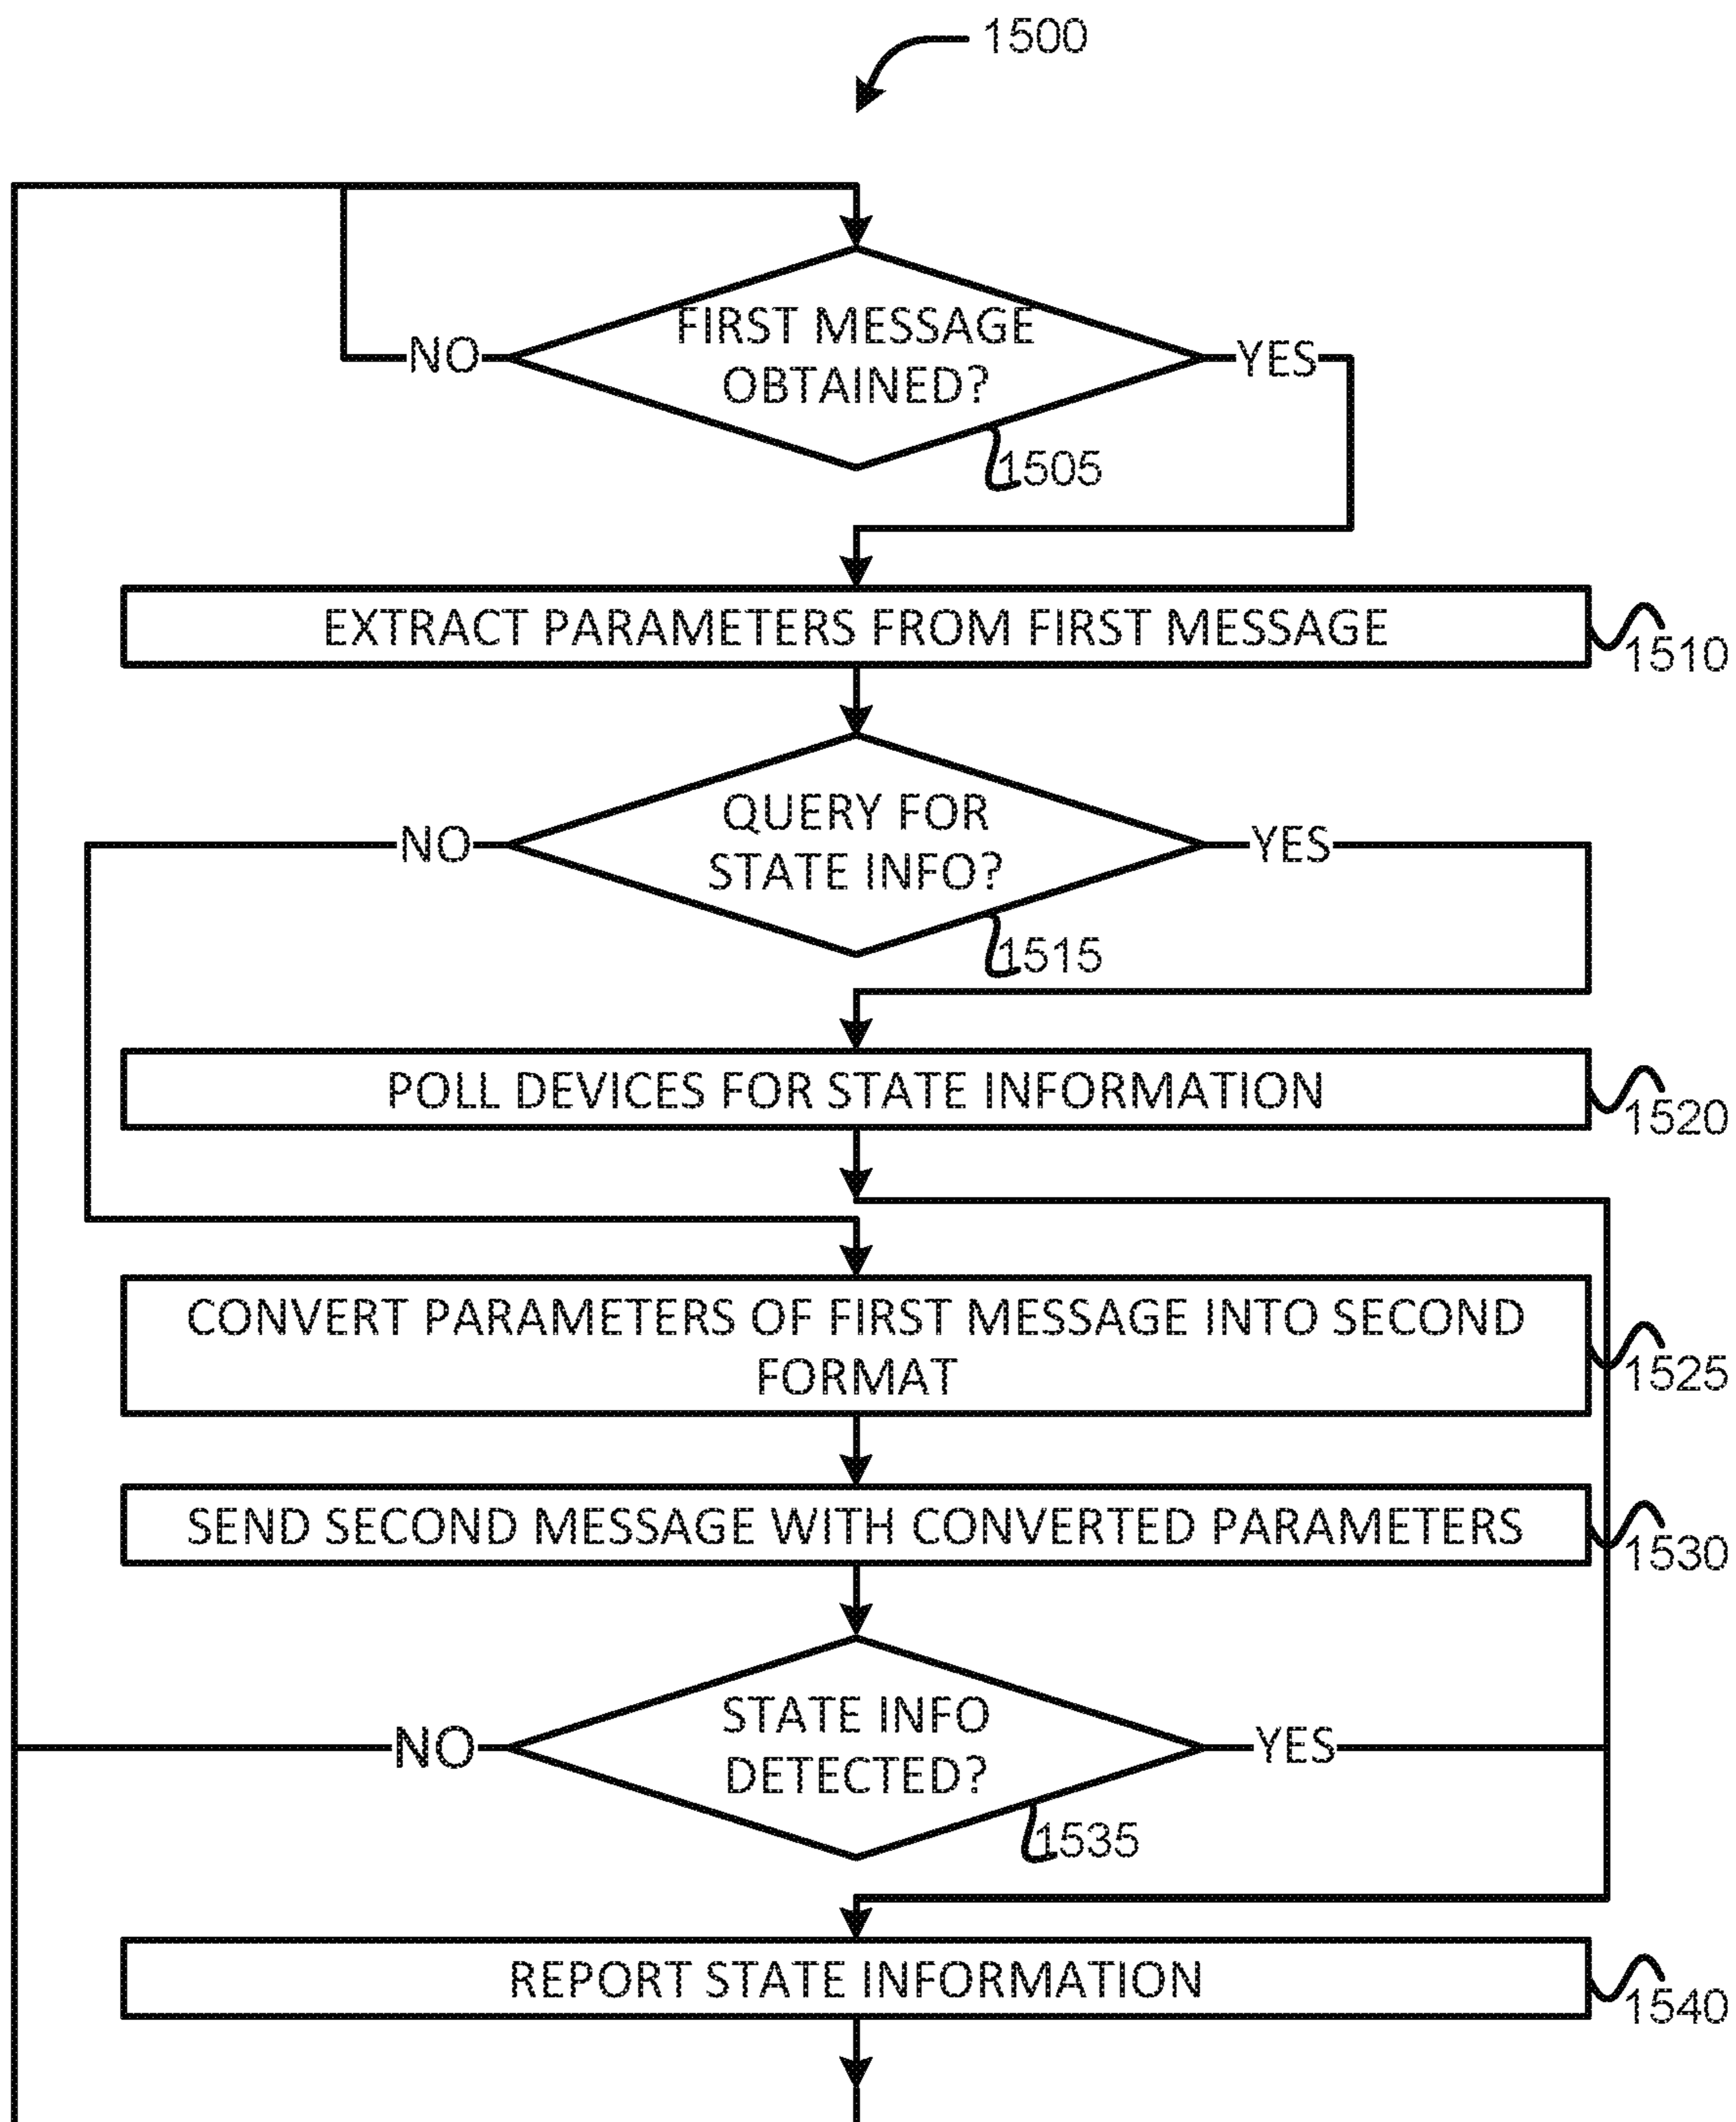 1500
FIRST MESSAGE
OBTAINED?
NO
YES
1505
EXTRACT PARAMETERS FROM FIRST MESSAGE
1510
QUERY FOR
STATE INFO?
NO
YES
1515
POLL DEVICES FOR STATE INFORMATION
1520
CONVERT PARAMETERS OF FIRST MESSAGE INTO SECOND
FORMAT
1525
SEND SECOND MESSAGE WITH CONVERTED PARAMETERS
1530
STATE INFO
DETECTED?
NO
YES
1535
REPORT STATE INFORMATION
1540